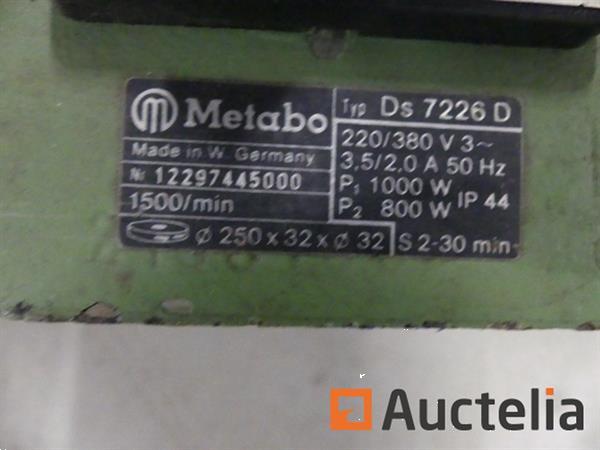 Metabo
Made in W. Germany
Nr 12297445000
1500/min
ø 250 x 32 x ø 32
Typ Ds 7226 D
220/380 V 3~
3,5/2,0 A 50 Hz
P1 1000 W
P2 800 W IP 44
S 2-30 min
Auctelia